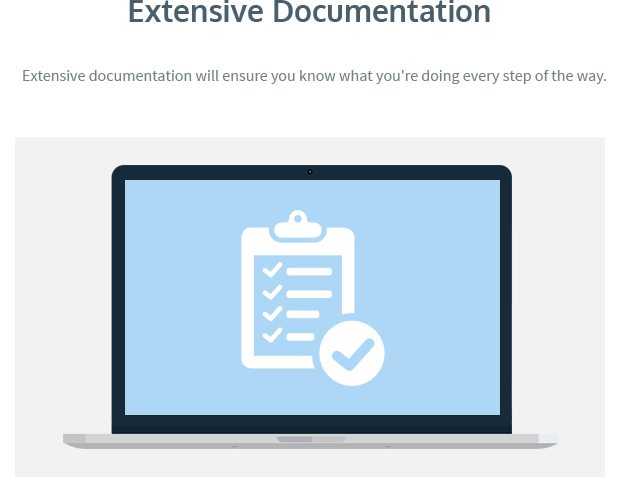 Extensive Documentation
Extensive documentation will ensure you know what you're doing every step of the way.